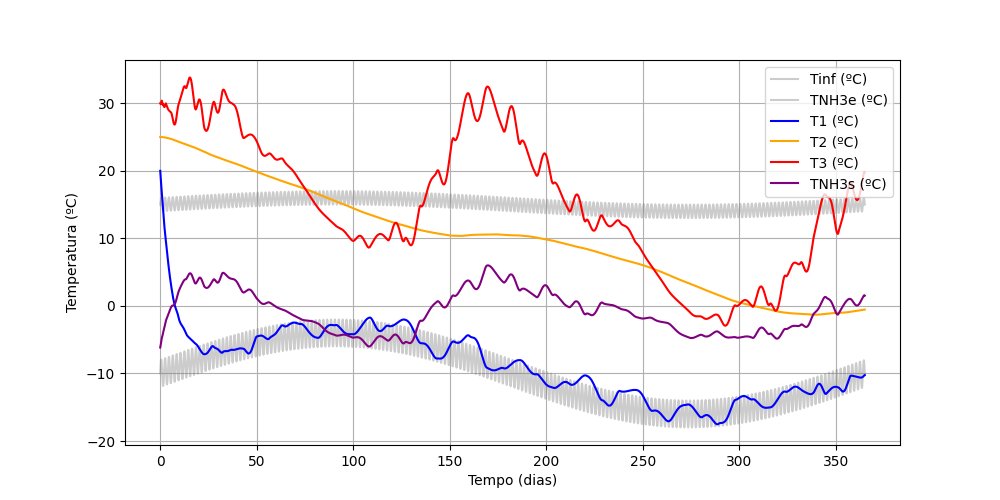 Tinf (ºC)
TNH3e (ºC)
T1 (ºC)
T2 (ºC)
T3 (ºC)
TNH3s (ºC)
30
20
10
0
−10
−20
Temperatura (ºC)
0 50 100 150 200 250 300 350
Tempo (dias)